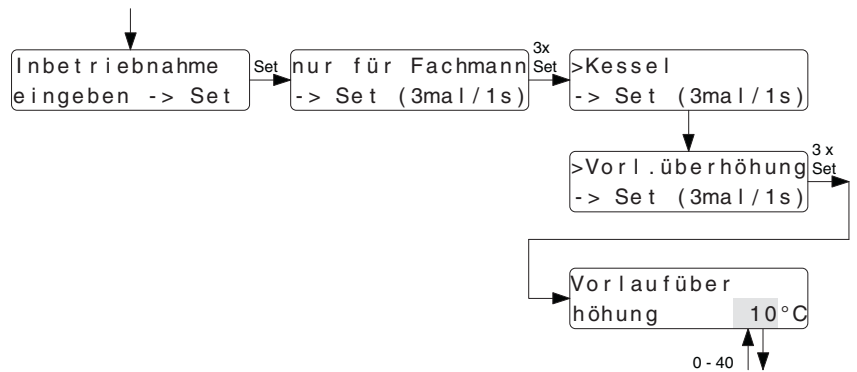 Inbetriebnahme
eingeben -> Set
Set
nur für Fachmann
-> Set (3mal/1s)
3x
Set
>Kessel
-> Set (3mal/1s)
>Vorl.überhöhung
-> Set (3mal/1s)
3 x
Set
Vorlaufüber
höhung 10°C
0 - 40